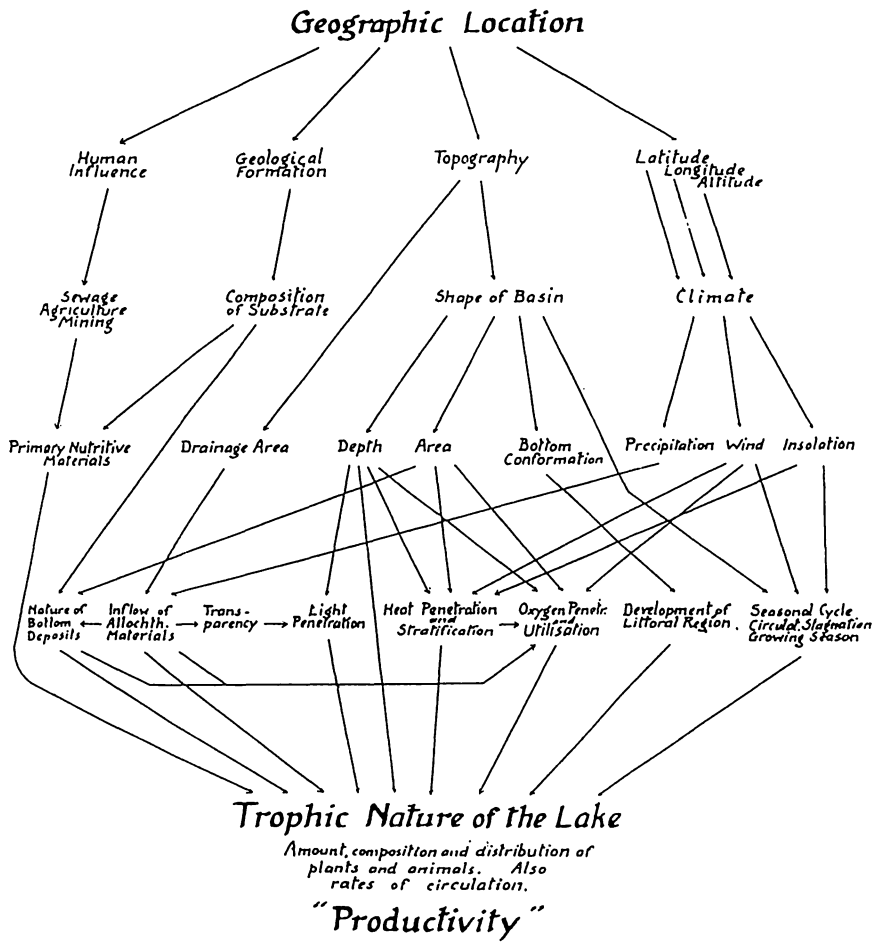 Geographic Location
Human
Influence
Geological
Formation
Topography
Latitude
Longitude
Altitude
Sewage
Agriculture
Mining
Composition
of Substrate
Shape of Basin
Climate
Primary Nutritive
Materials
Drainage Area
Depth
Area
Bottom
Conformation
Precipitation
Wind
Insolation
Nature of
Bottom
Deposits
Inflow of
Allochth.
Materials
Trans-
parency
Light
Penetration
Heat Penetration
and
Stratification
Oxygen Penetr.
and
Utilisation
Development of
Littoral Region.
Seasonal Cycle
Circulat. Stagnation
Growing Season
Trophic Nature of the Lake
Amount, composition and distribution of
plants and animals. Also
rates of circulation.
"Productivity"